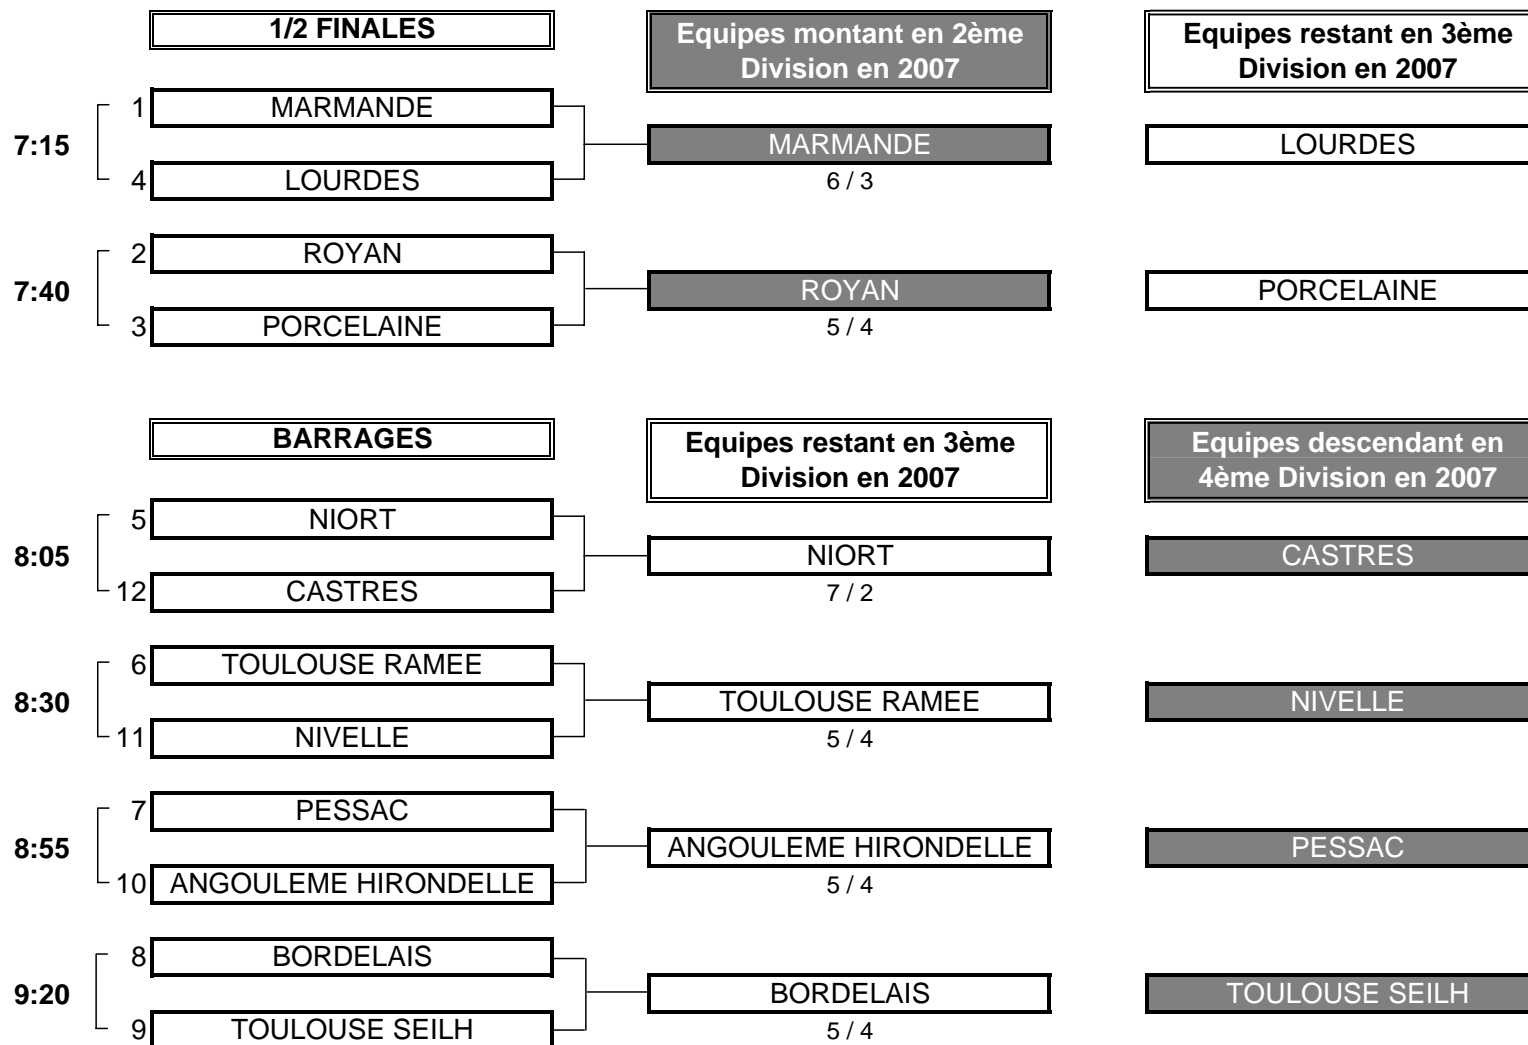 1/2 FINALES
Equipes montant en 2ème
Division en 2007
Equipes restant en 3ème
Division en 2007
7:15
1 MARMANDE
4 LOURDES
MARMANDE
6 / 3
LOURDES
7:40
2 ROYAN
3 PORCELAINE
ROYAN
5 / 4
PORCELAINE
BARRAGES
Equipes restant en 3ème
Division en 2007
Equipes descendant en
4ème Division en 2007
8:05
5 NIORT
12 CASTRES
NIORT
7 / 2
CASTRES
8:30
6 TOULOUSE RAMEE
11 NIVELLE
TOULOUSE RAMEE
5 / 4
NIVELLE
8:55
7 PESSAC
10 ANGOULEME HIRONDELLE
ANGOULEME HIRONDELLE
5 / 4
PESSAC
9:20
8 BORDELAIS
9 TOULOUSE SEILH
BORDELAIS
5 / 4
TOULOUSE SEILH